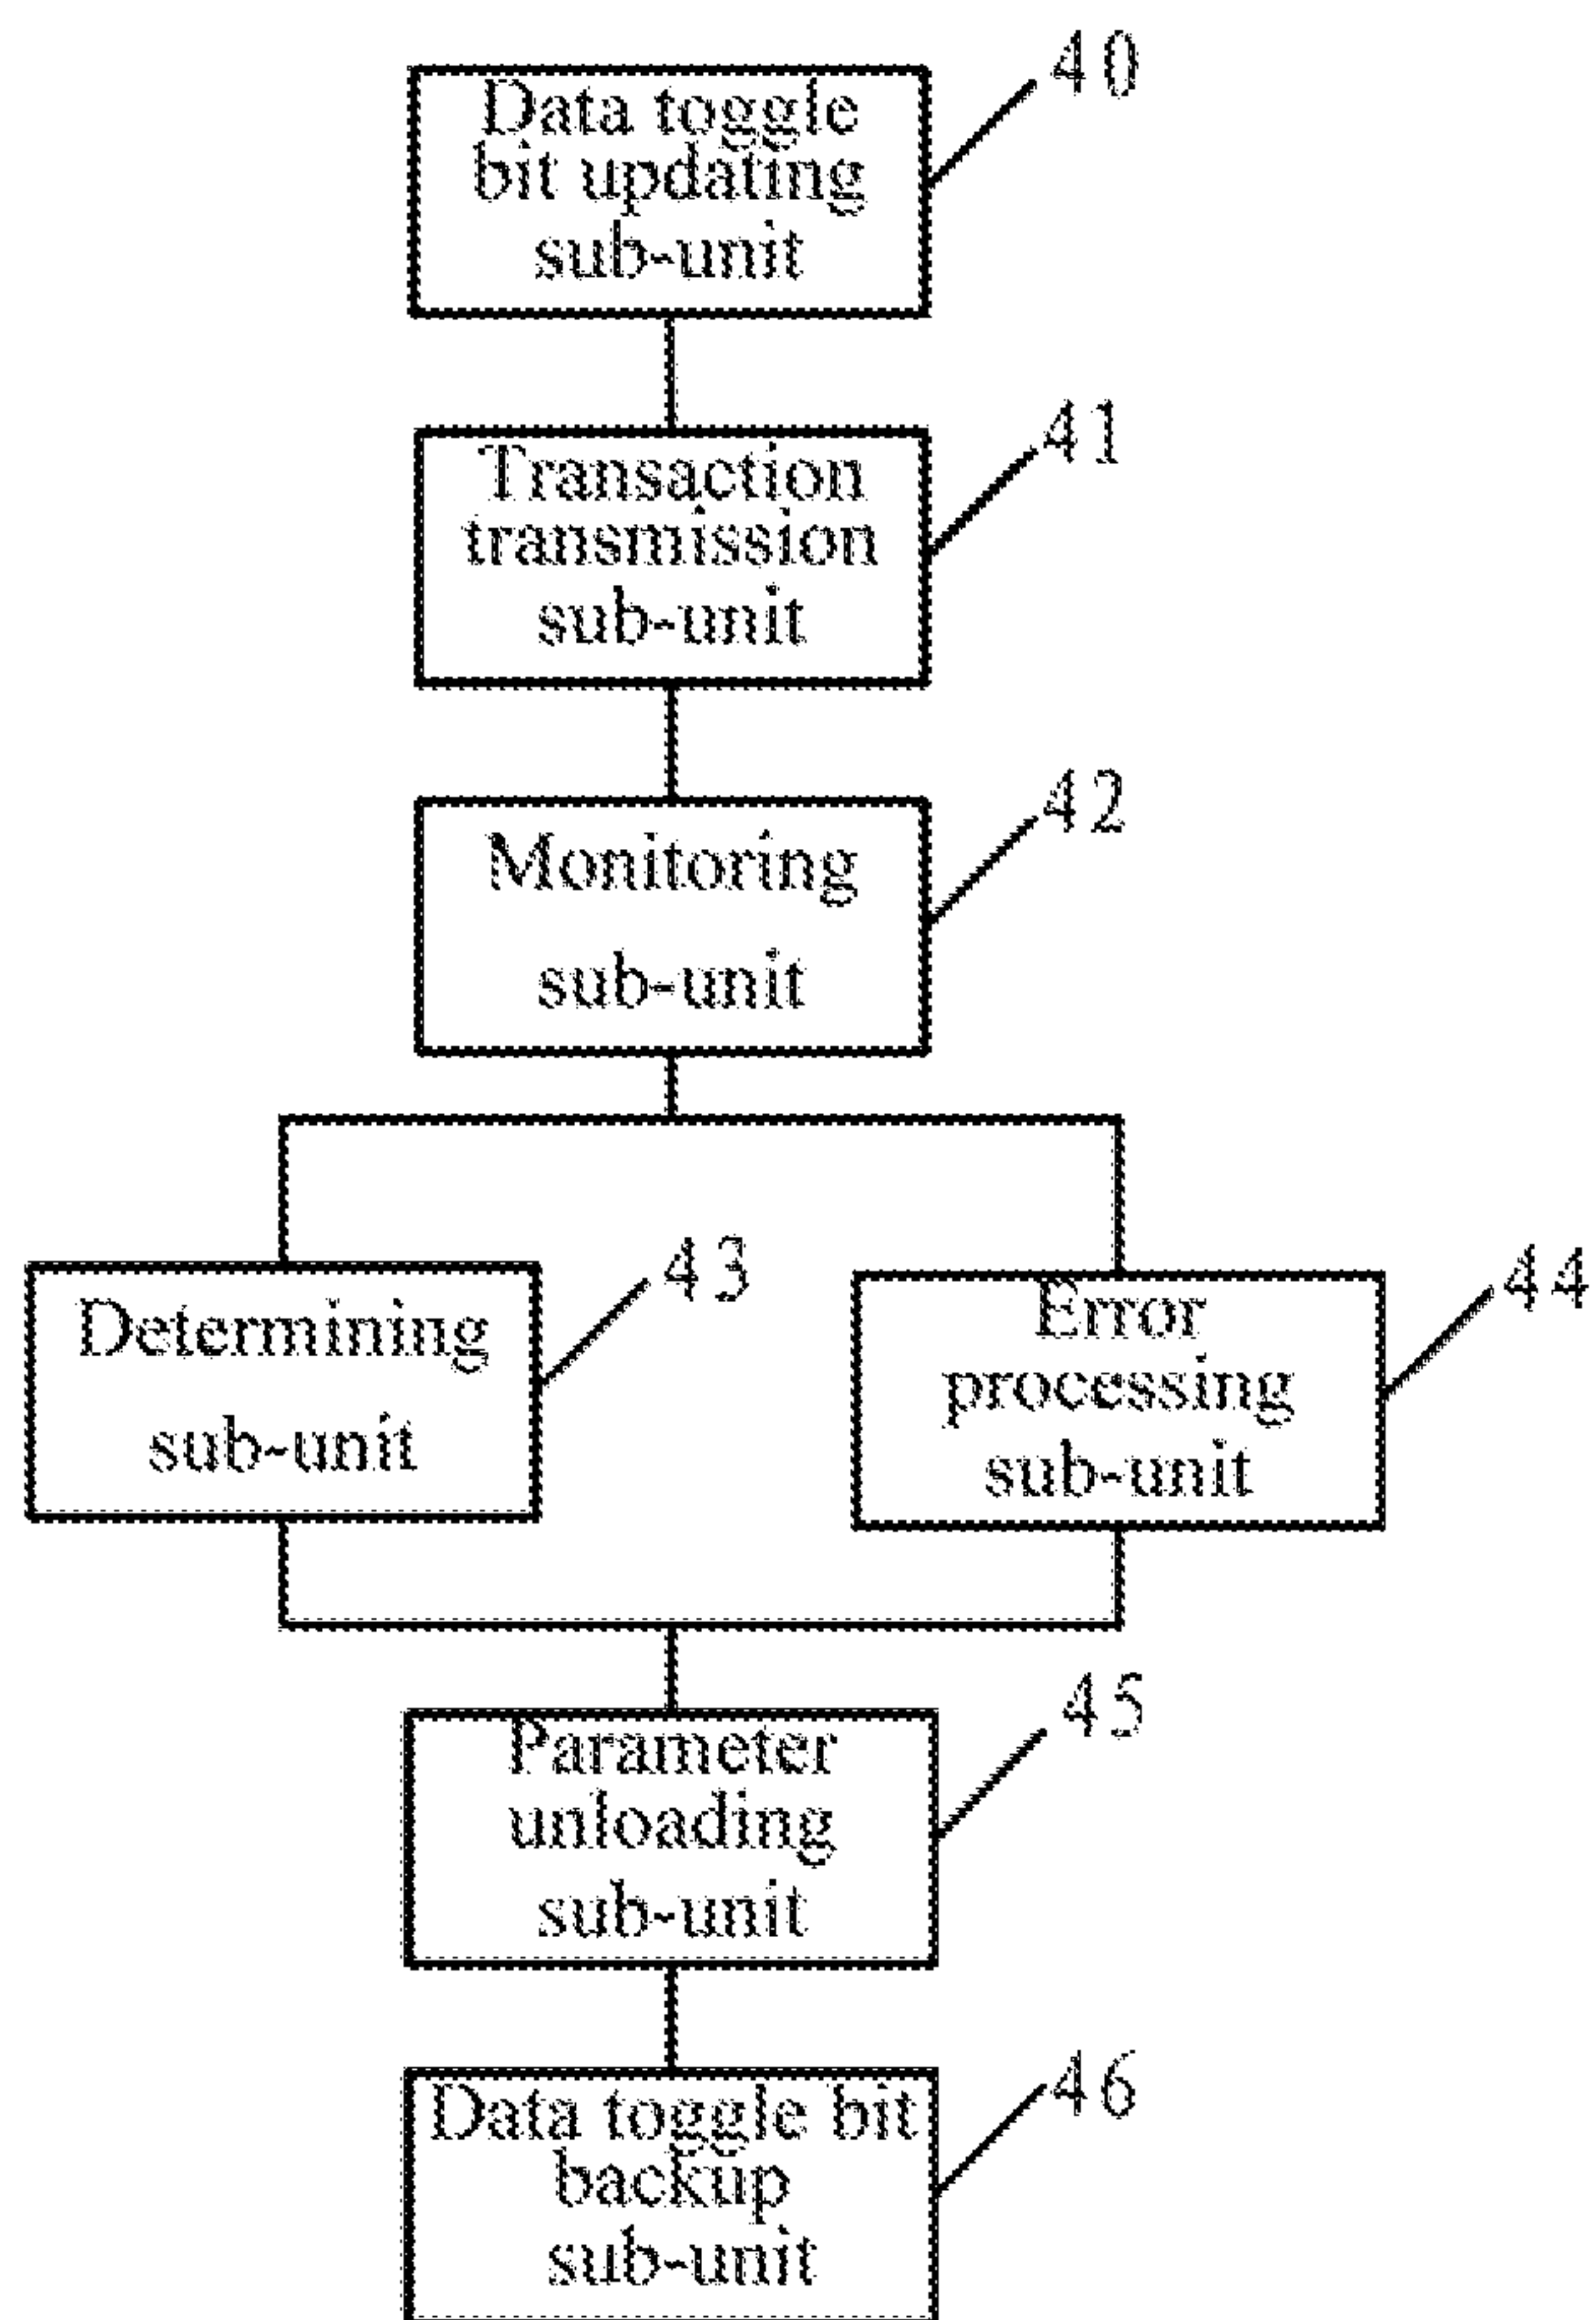 40
Data toggle
bit updating
sub-unit
41
Transaction
transmission
sub-unit
42
Monitoring
sub-unit
43
Determining
sub-unit
44
Error
processing
sub-unit
45
Parameter
unloading
sub-unit
46
Data toggle bit
backup
sub-unit